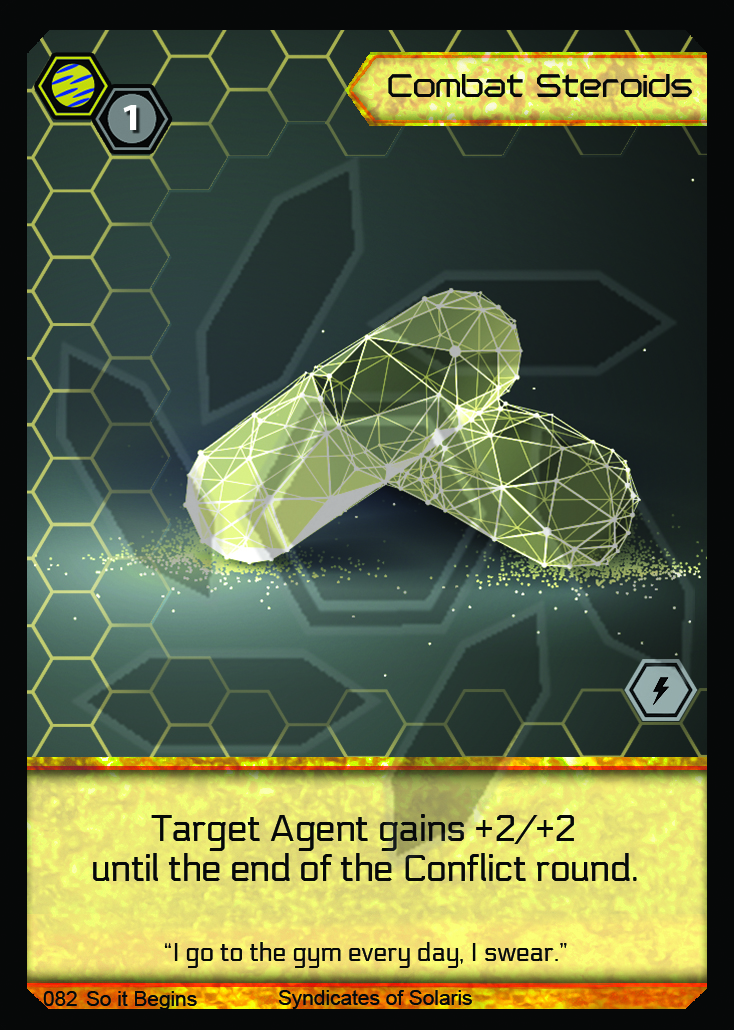 Combat Steroids
1
Target Agent gains +2/+2
until the end of the Conflict round.
“I go to the gym every day, I swear.”
082 So it Begins
Syndicates of Solaris